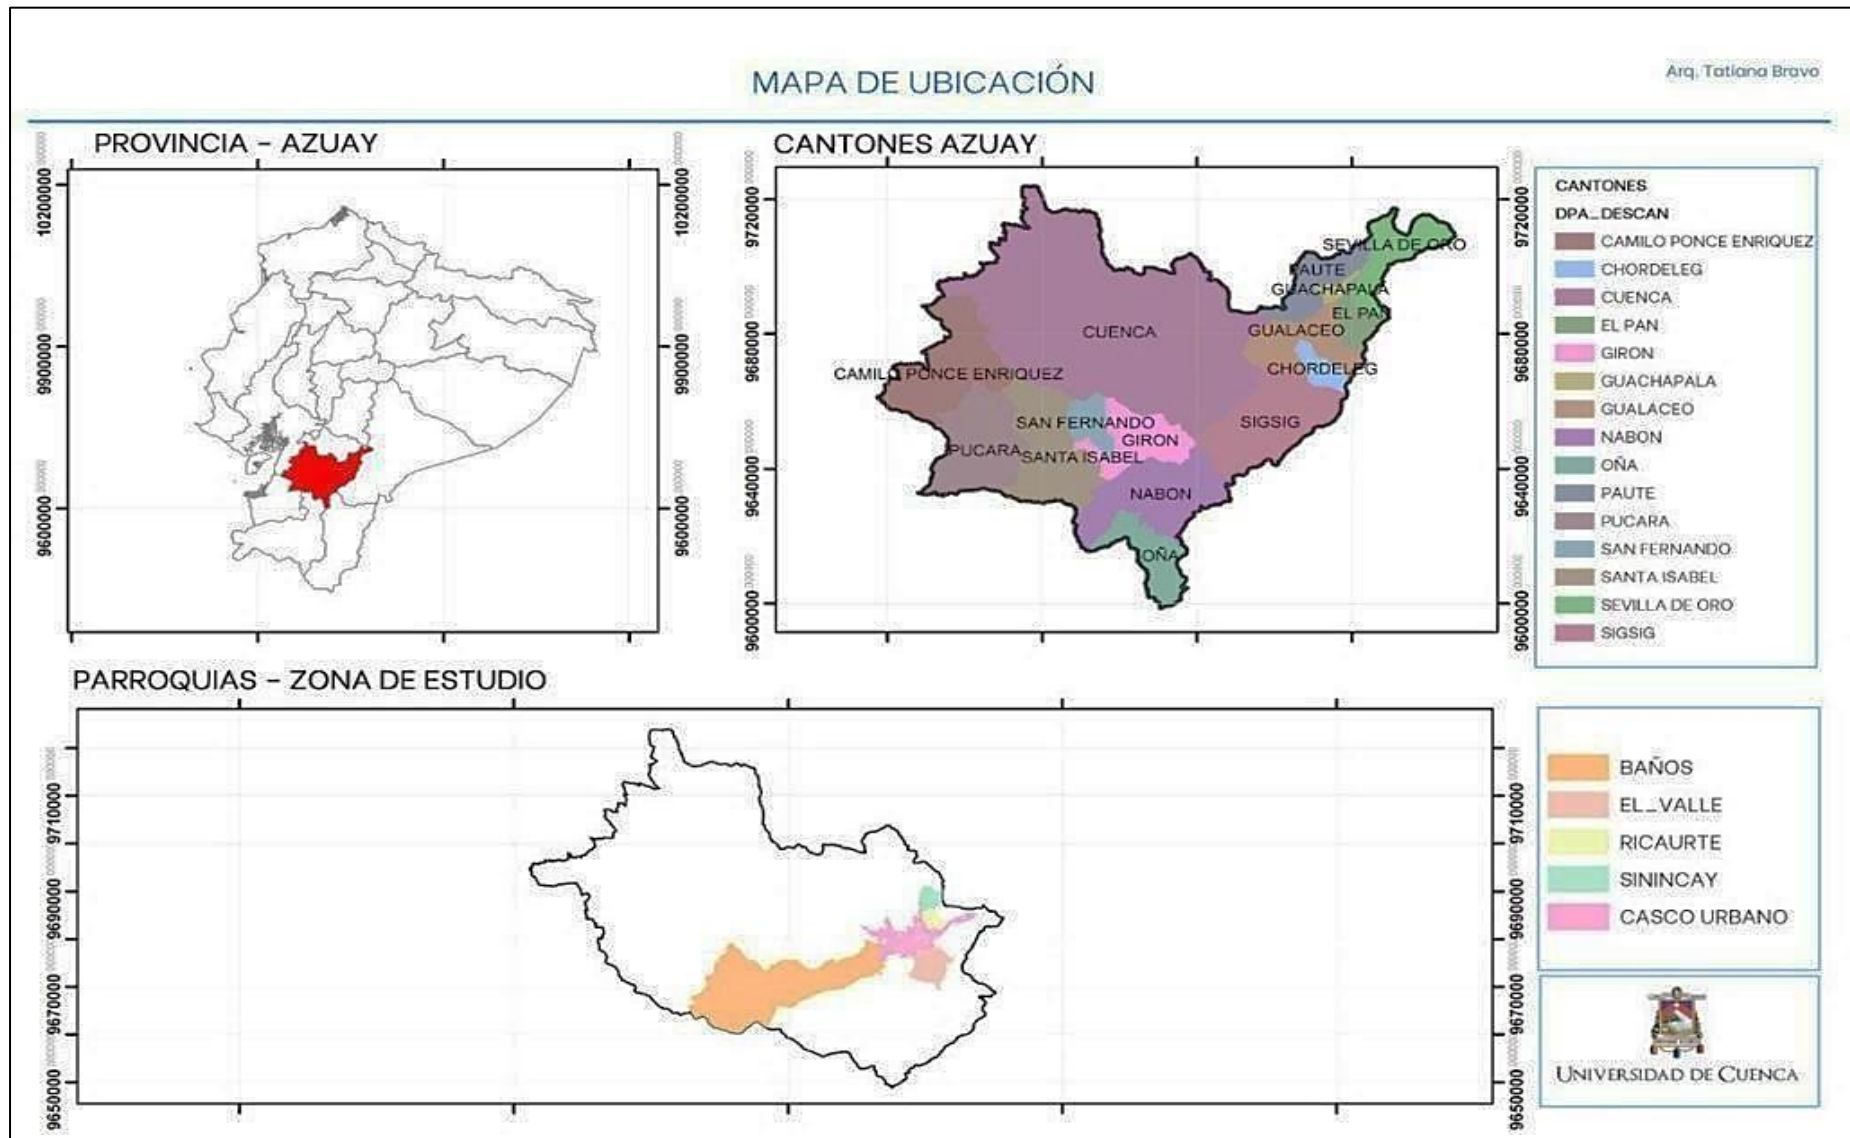 MAPA DE UBICACIÓN
Arq. Tatiana Bravo
PROVINCIA - AZUAY
10200000
9900000
9600000
10200000
9900000
9600000
CANTONES AZUAY
9720000
9680000
9640000
9600000
SEVILLA DE ORO
PAUTE
GUACHAPALA
EL PAN
CUENCA
GUALACEO
CHORDELEG
CAMILO PONCE ENRIQUEZ
SAN FERNANDO
SIGSIG
GIRON
PUCARA
SANTA ISABEL
NABON
OÑA
9720000
9680000
9640000
9600000
CANTONES
DPA_DESCAN
CAMILO PONCE ENRIQUEZ
CHORDELEG
CUENCA
EL PAN
GIRON
GUACHAPALA
GUALACEO
NABON
OÑA
PAUTE
PUCARA
SAN FERNANDO
SANTA ISABEL
SEVILLA DE ORO
SIGSIG
PARROQUIAS - ZONA DE ESTUDIO
9710000
9690000
9670000
9650000
9710000
9690000
9670000
9650000
BAÑOS
EL_VALLE
RICAURTE
SININCAY
CASCO URBANO
UNIVERSIDAD DE CUENCA